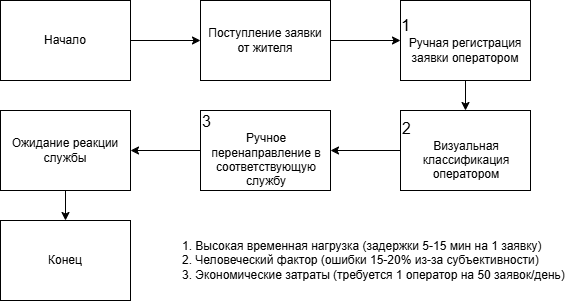 Начало
Поступление заявки
от жителя
1
Ручная регистрация
заявки оператором
Ожидание реакции
службы
3
Ручное
перенаправление в
соответствующую
службу
2
Визуальная
классификация
оператором
Конец
1. Высокая временная нагрузка (задержки 5-15 мин на 1 заявку)
2. Человеческий фактор (ошибки 15-20% из-за субъективности)
3. Экономические затраты (требуется 1 оператор на 50 заявок/день)